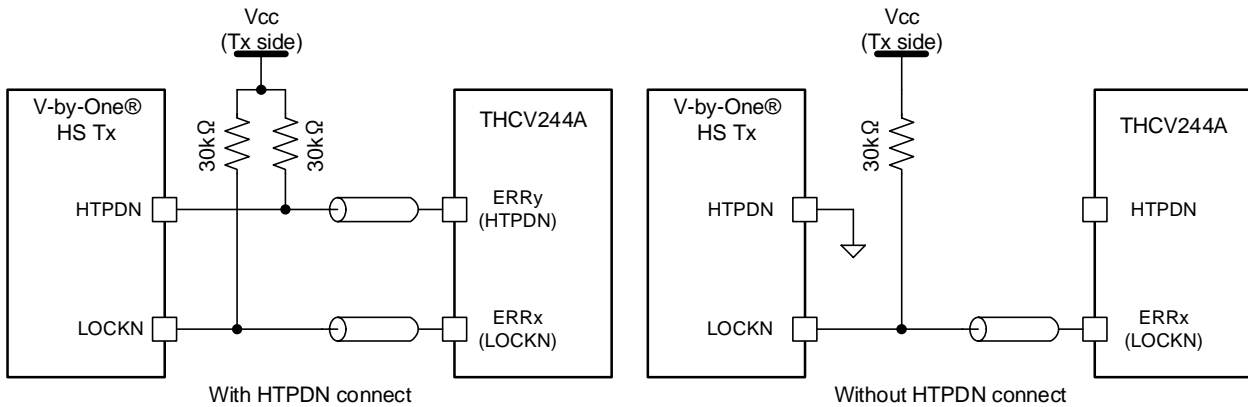 Vcc
(Tx side)
V-by-One®
HS Tx
30kΩ
30kΩ
THCV244A
HTPDN
ERRy
(HTPDN)
LOCKN
ERRx
(LOCKN)
With HTPDN connect
Vcc
(Tx side)
V-by-One®
HS Tx
30kΩ
THCV244A
HTPDN
HTPDN
LOCKN
ERRx
(LOCKN)
Without HTPDN connect